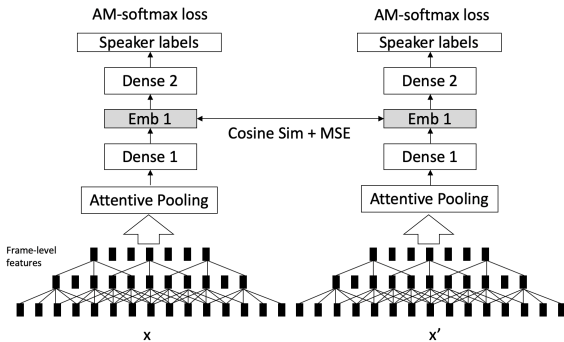 AM-softmax loss
AM-softmax loss
Speaker labels
Speaker labels
Dense 2
Dense 2
Emb 1
Emb 1
Cosine Sim + MSE
Dense 1
Dense 1
Attentive Pooling
Attentive Pooling
Frame-level
features
x
x’